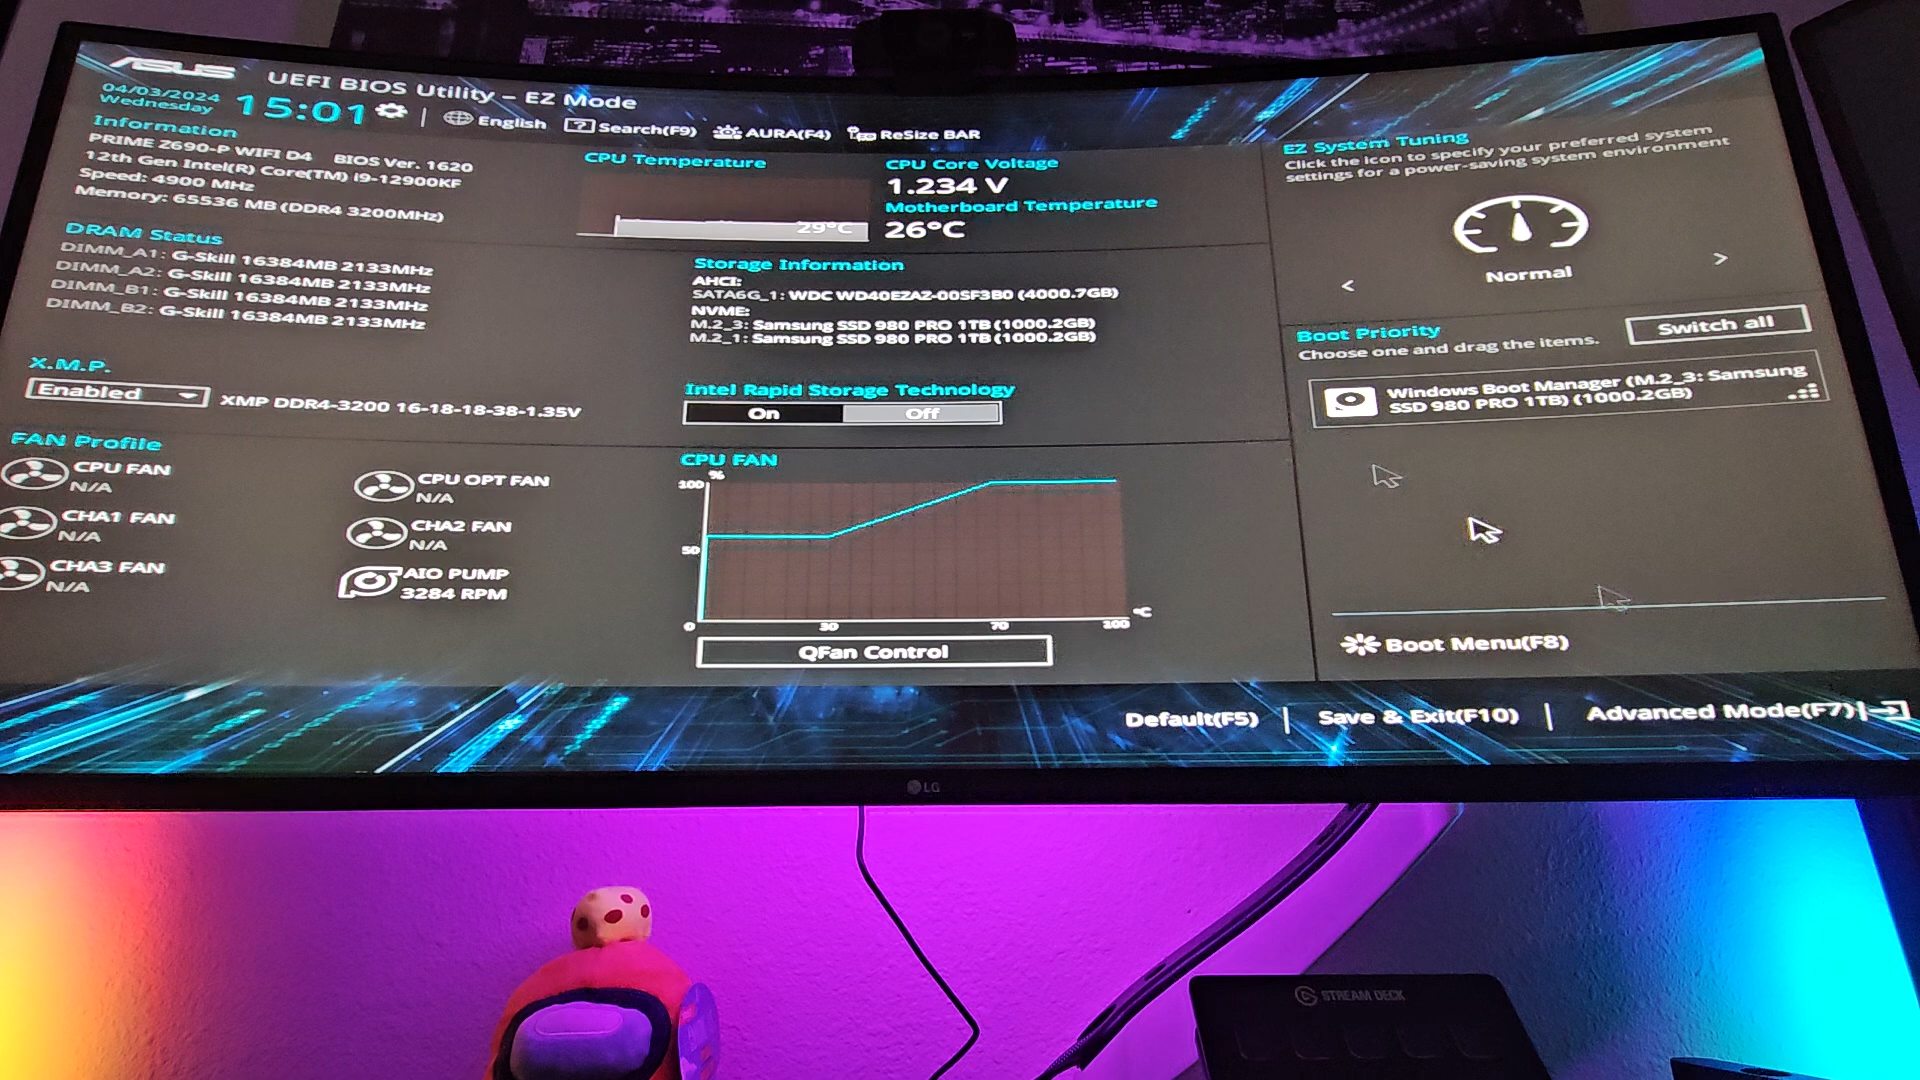 ASUS UEFI BIOS Utility – EZ Mode
04/03/2024
Wednesday
15:01
English
Search(F9)
AURA(F4)
ReSize BAR
Information
PRIME Z690-P WIFI D4 BIOS Ver. 1620
12th Gen Intel(R) Core(TM) i9-12900KF
Speed: 4900 MHz
Memory: 65536 MB (DDR4 3200MHz)
CPU Temperature
29°C
CPU Core Voltage
1.234 V
Motherboard Temperature
26°C
DRAM Status
DIMM_A1: G-Skill 16384MB 2133MHz
DIMM_A2: G-Skill 16384MB 2133MHz
DIMM_B1: G-Skill 16384MB 2133MHz
DIMM_B2: G-Skill 16384MB 2133MHz
Storage Information
AHCI:
SATA6G_1: WDC WD40EZAZ-00SF3B0 (4000.7GB)
NVME:
M.2_3: Samsung SSD 980 PRO 1TB (1000.2GB)
M.2_1: Samsung SSD 980 PRO 1TB (1000.2GB)
X.M.P.
Enabled
XMP DDR4-3200 16-18-18-38-1.35V
Intel Rapid Storage Technology
On Off
FAN Profile
CPU FAN
N/A
CPU OPT FAN
N/A
CHA1 FAN
N/A
CHA2 FAN
N/A
CHA3 FAN
N/A
AIO PUMP
3284 RPM
CPU FAN
%
100
50
0 30 70 100
°C
QFan Control
EZ System Tuning
Click the icon to specify your preferred system
settings for a power-saving system environment
Normal
< >
Boot Priority
Choose one and drag the items.
Switch all
Windows Boot Manager (M.2_3: Samsung
SSD 980 PRO 1TB) (1000.2GB)
Boot Menu(F8)
Default(F5) | Save & Exit(F10) | Advanced Mode(F7)
LG
STREAM DECK